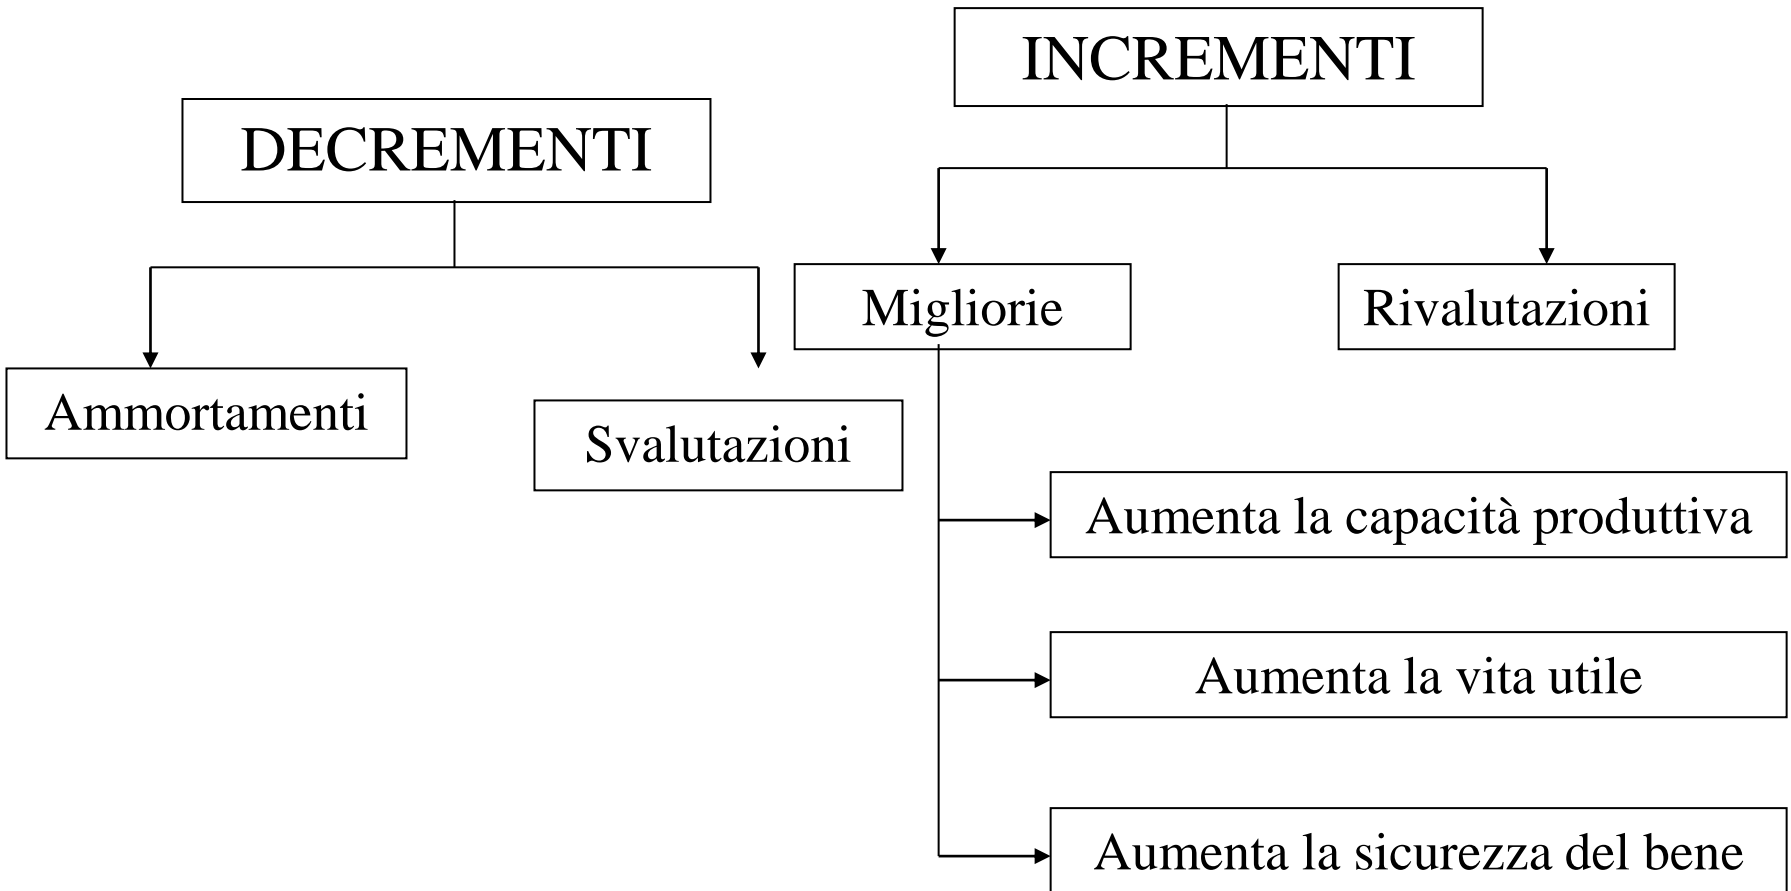 DECREMENTI
Ammortamenti
Svalutazioni
INCREMENTI
Migliorie
Rivalutazioni
Aumenta la capacità produttiva
Aumenta la vita utile
Aumenta la sicurezza del bene